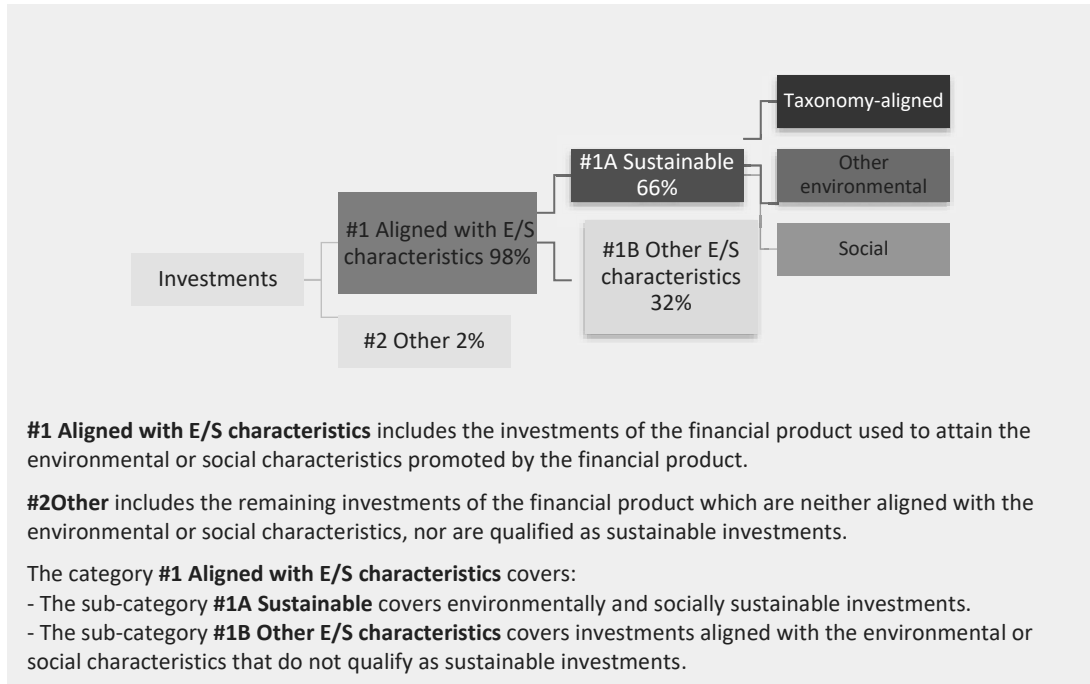 Taxonomy-aligned
#1A Sustainable
66%
Other
environmental
#1 Aligned with E/S
characteristics 98%
#1B Other E/S
characteristics
32%
Social
Investments
#2 Other 2%
#1 Aligned with E/S characteristics includes the investments of the financial product used to attain the
environmental or social characteristics promoted by the financial product.
#2Other includes the remaining investments of the financial product which are neither aligned with the
environmental or social characteristics, nor are qualified as sustainable investments.
The category #1 Aligned with E/S characteristics covers:
- The sub-category #1A Sustainable covers environmentally and socially sustainable investments.
- The sub-category #1B Other E/S characteristics covers investments aligned with the environmental or
social characteristics that do not qualify as sustainable investments.